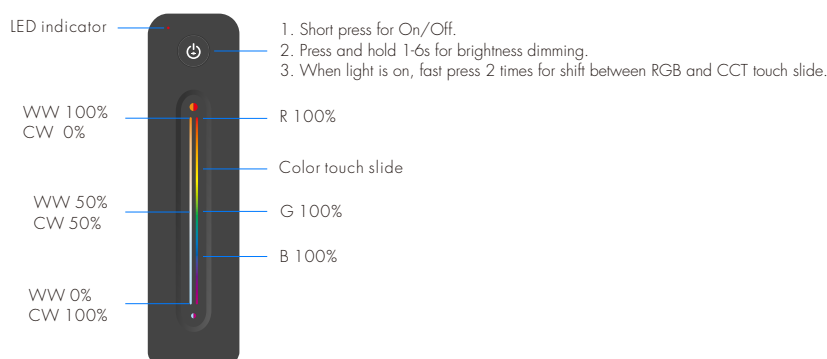 LED indicator
1. Short press for On/Off.
2. Press and hold 1-6s for brightness dimming.
3. When light is on, fast press 2 times for shift between RGB and CCT touch slide.
WW 100%
CW 0%
R 100%
Color touch slide
WW 50%
CW 50%
G 100%
B 100%
WW 0%
CW 100%